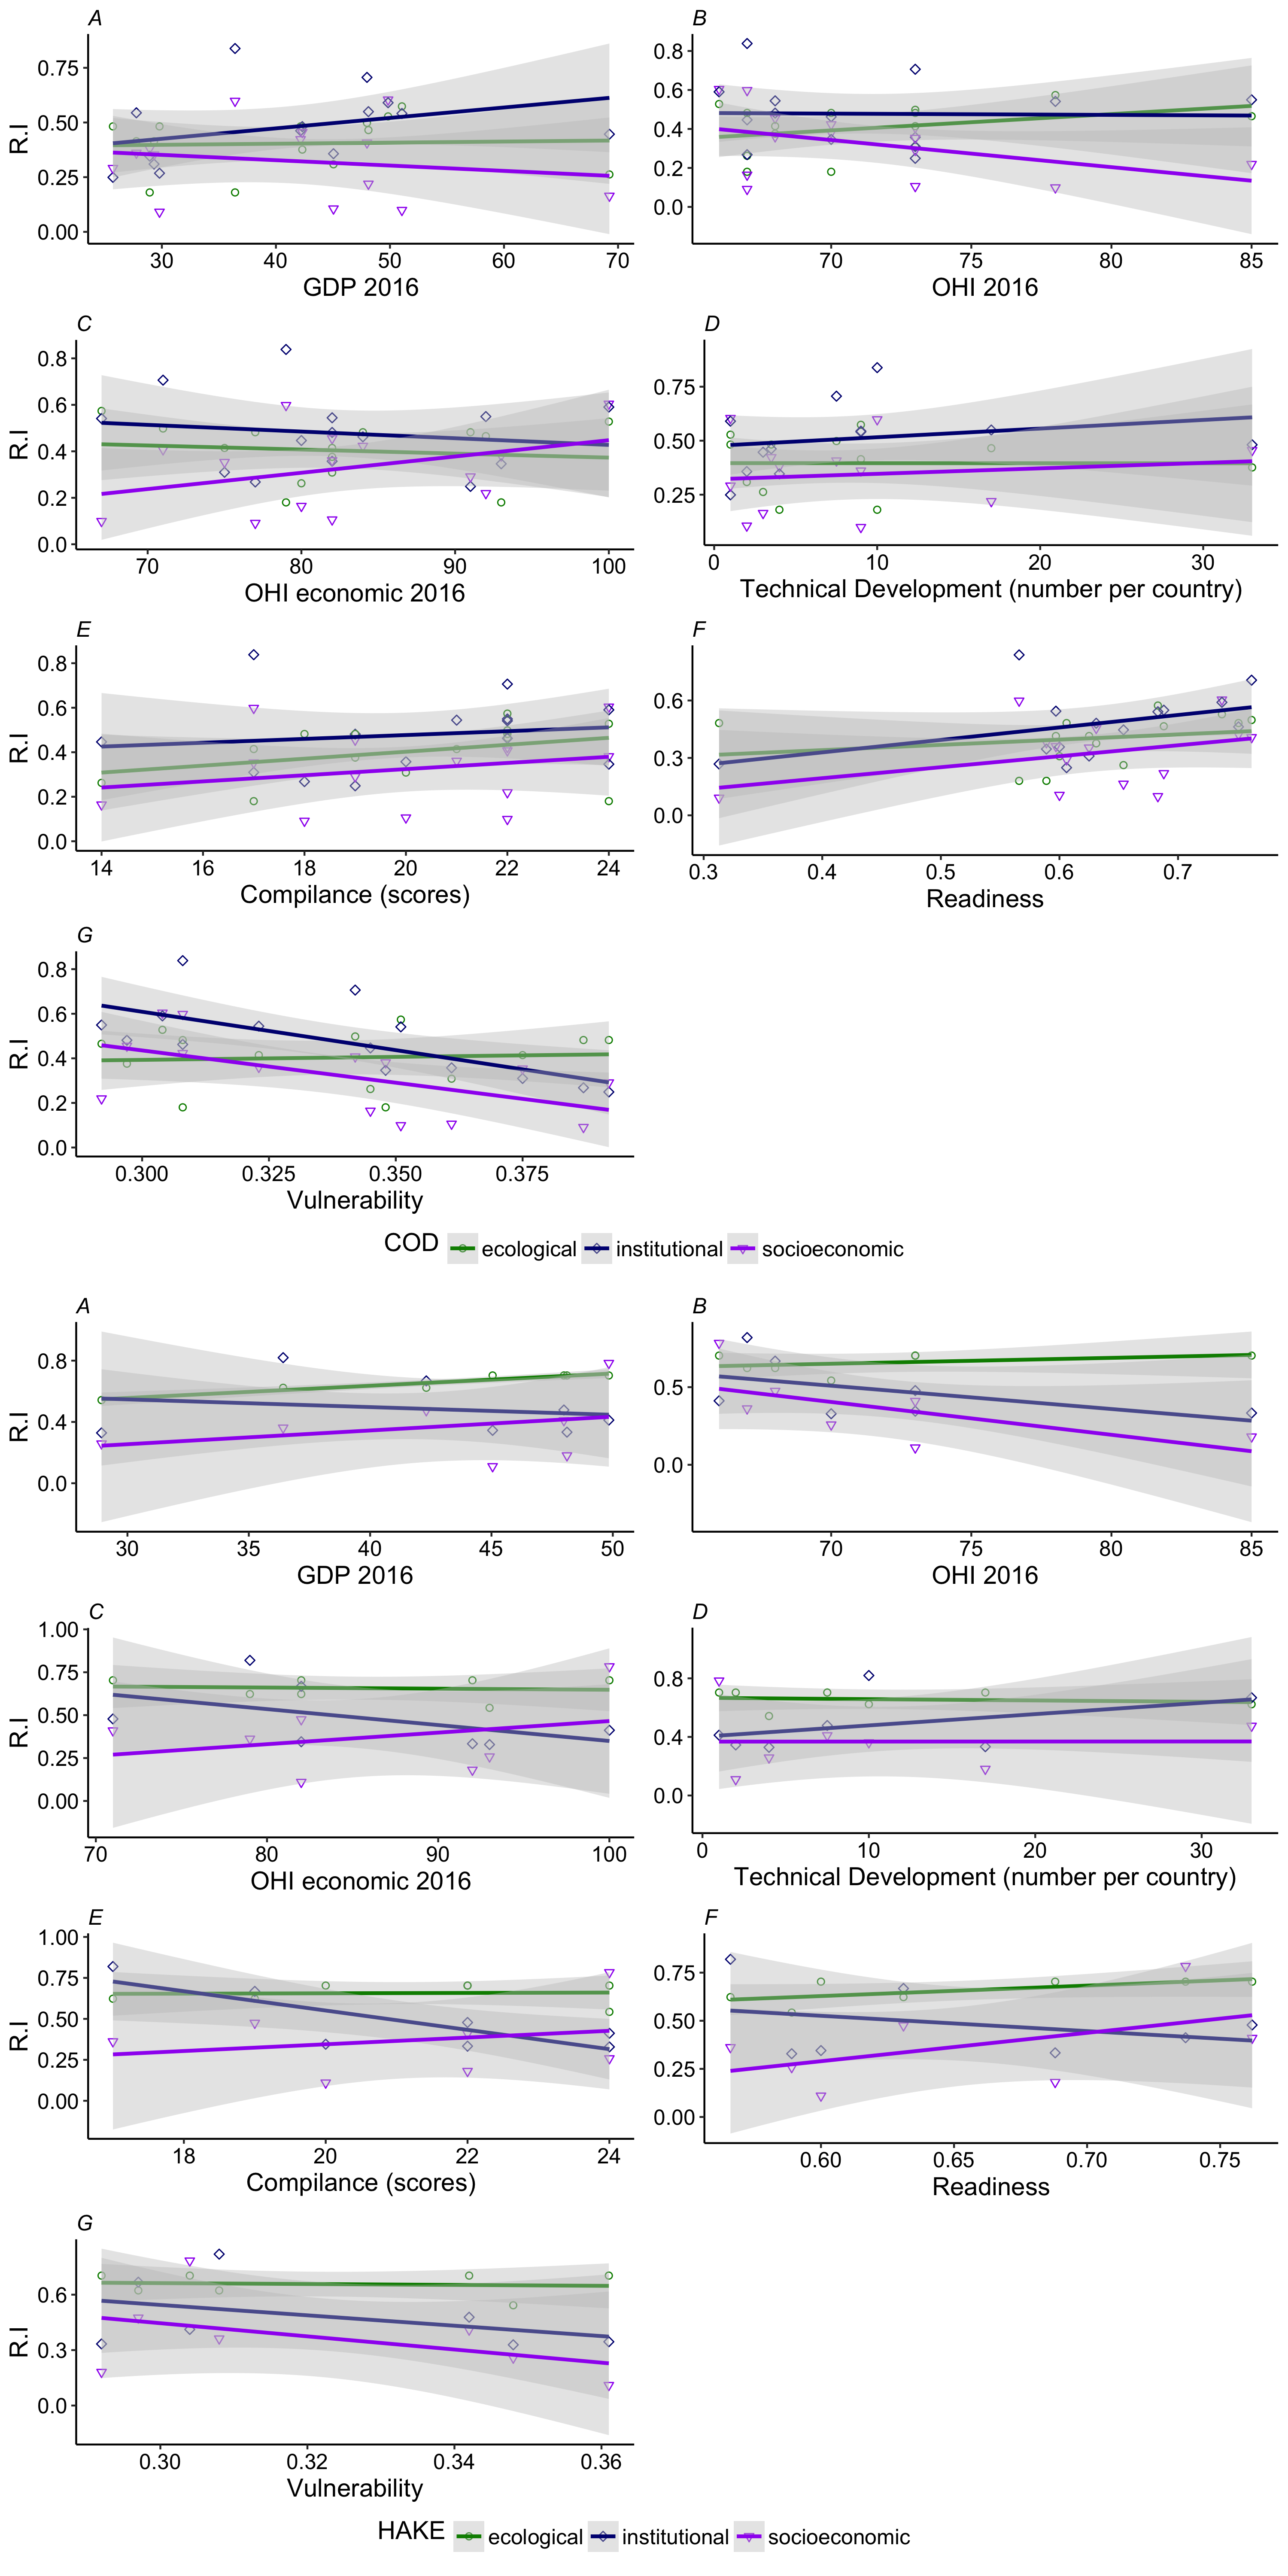 A
R.I
0.75
0.50
0.25
0.00
30 40 50 60 70
GDP 2016
B
0.8
0.6
0.4
0.2
0.0
70 75 80 85
OHI 2016
C
R.I
0.8
0.6
0.4
0.2
0.0
70 80 90 100
OHI economic 2016
D
0.75
0.50
0.25
0 10 20 30
Technical Development (number per country)
E
R.I
0.8
0.6
0.4
0.2
0.0
14 16 18 20 22 24
Compilance (scores)
F
0.6
0.3
0.0
0.3 0.4 0.5 0.6 0.7
Readiness
G
R.I
0.8
0.6
0.4
0.2
0.0
0.300 0.325 0.350 0.375
Vulnerability
COD ecological institutional socioeconomic
A
R.I
0.8
0.4
0.0
30 35 40 45 50
GDP 2016
B
0.5
0.0
70 75 80 85
OHI 2016
C
R.I
1.00
0.75
0.50
0.25
0.00
70 80 90 100
OHI economic 2016
D
0.8
0.4
0.0
0 10 20 30
Technical Development (number per country)
E
R.I
1.00
0.75
0.50
0.25
0.00
18 20 22 24
Compilance (scores)
F
0.75
0.50
0.25
0.00
0.60 0.65 0.70 0.75
Readiness
G
R.I
0.6
0.3
0.0
0.30 0.32 0.34 0.36
Vulnerability
HAKE ecological institutional socioeconomic